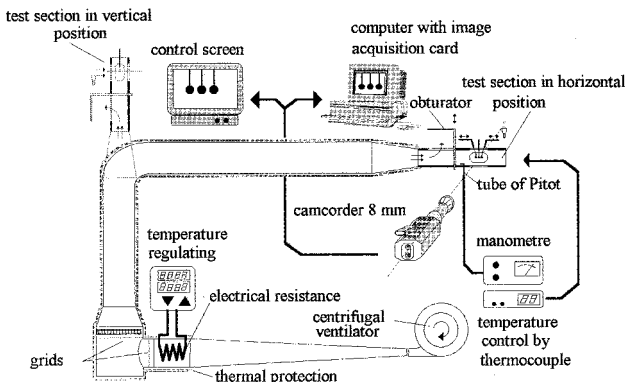 test section in vertical
position
control screen
computer with image
acquisition card
test section in horizontal
position
obturator
tube of Pitot
camcorder 8 mm
manometre
temperature
regulating
electrical resistance
centrifugal
ventilator
temperature
control by
thermocouple
grids
thermal protection